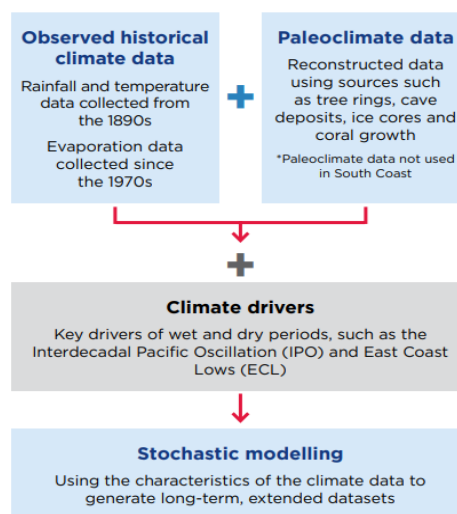 Observed historical
climate data
Rainfall and temperature
data collected from
the 1890s
Evaporation data
collected since
the 1970s
+
Paleoclimate data
Reconstructed data
using sources such
as tree rings, cave
deposits, ice cores and
coral growth
*Paleoclimate data not used
in South Coast
+
Climate drivers
Key drivers of wet and dry periods, such as the
Interdecadal Pacific Oscillation (IPO) and East Coast
Lows (ECL)
Stochastic modelling
Using the characteristics of the climate data to
generate long-term, extended datasets